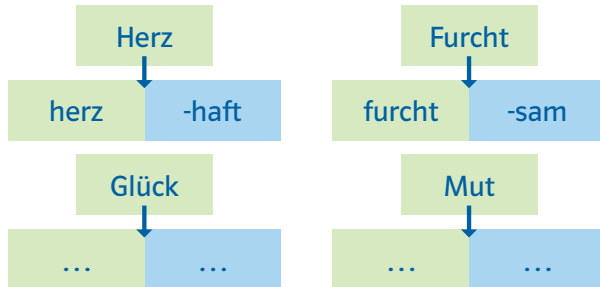 Herz Furcht
herz -haft furcht -sam
Glück Mut
... ... ... ...